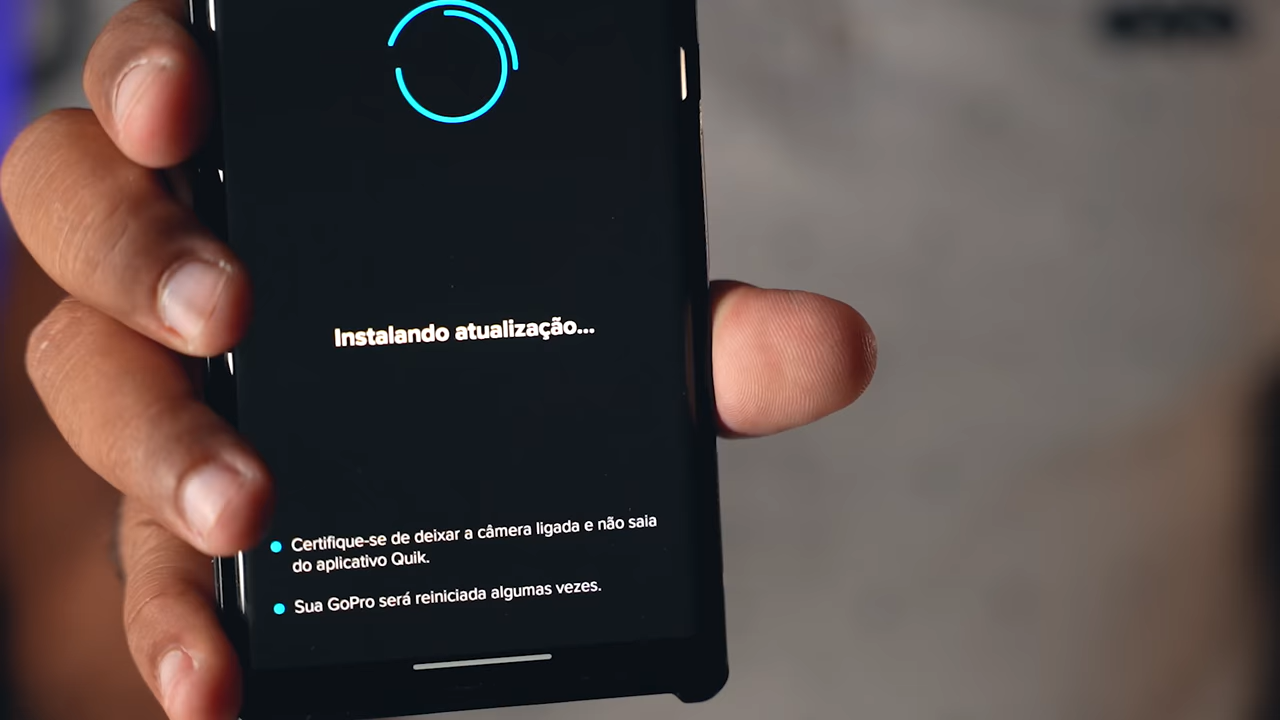 Instalando atualização...
Certifique-se de deixar a câmera ligada e não saia
do aplicativo Quik.
Sua GoPro será reiniciada algumas vezes.